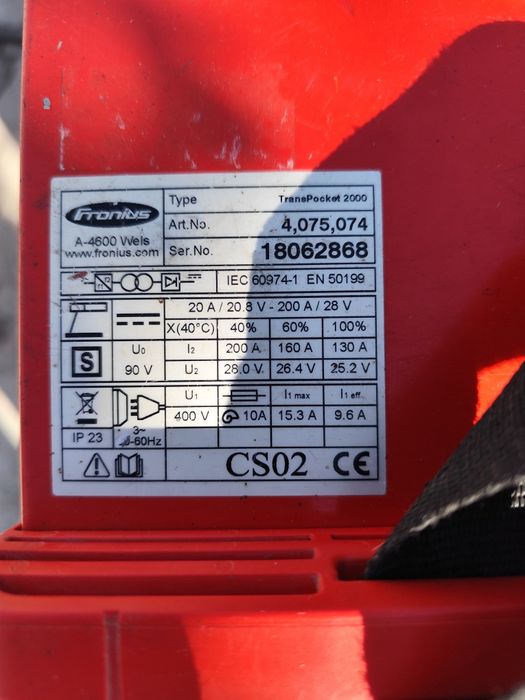 Fronius
A-4600 Wels
www.fronius.com
Type TransPocket 2000
Art.No. 4,075,074
Ser.No. 18062868
IEC 60974-1 EN 50199
20 A / 20.8 V - 200 A / 28 V
X(40°C) 40% 60% 100%
S U0 I2 200 A 160 A 130 A
90 V U2 28.0 V 26.4 V 25.2 V
U1 I1 max I1 eff
400 V 10A 15.3 A 9.6 A
3~
-60Hz
IP 23
CS02 CE